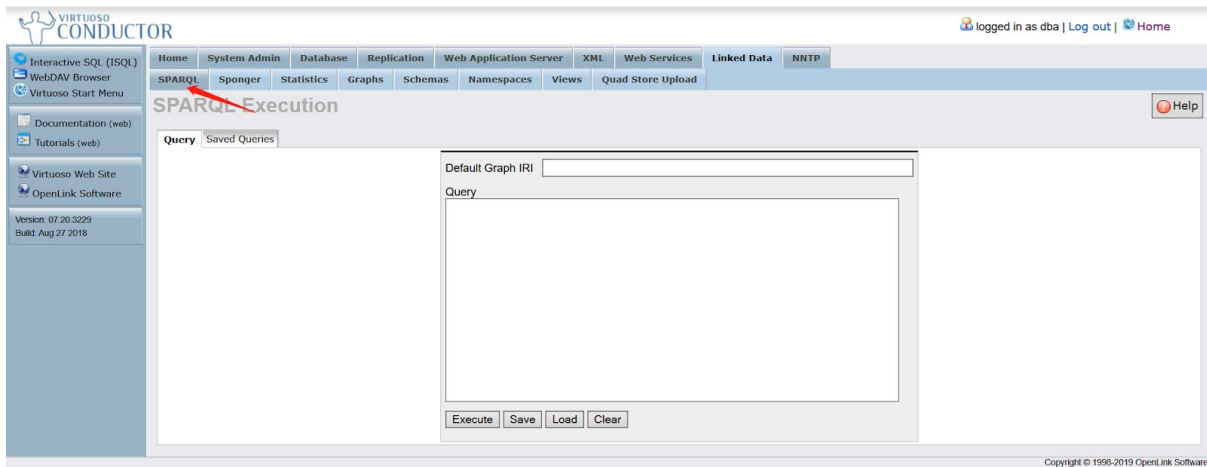 VIRTUOSO
CONDUCTOR
logged in as dba | Log out | Home
Interactive SQL (ISQL)
WebDAV Browser
Virtuoso Start Menu
Documentation (web)
Tutorials (web)
Virtuoso Web Site
OpenLink Software
Version: 07.20.3229
Build: Aug 27 2018
Home System Admin Database Replication Web Application Server XML Web Services Linked Data NNTP
SPARQL Sponger Statistics Graphs Schemas Namespaces Views Quad Store Upload
SPARQL Execution
Help
Query Saved Queries
Default Graph IRI
Query
Execute Save Load Clear
Copyright © 1998-2019 OpenLink Software